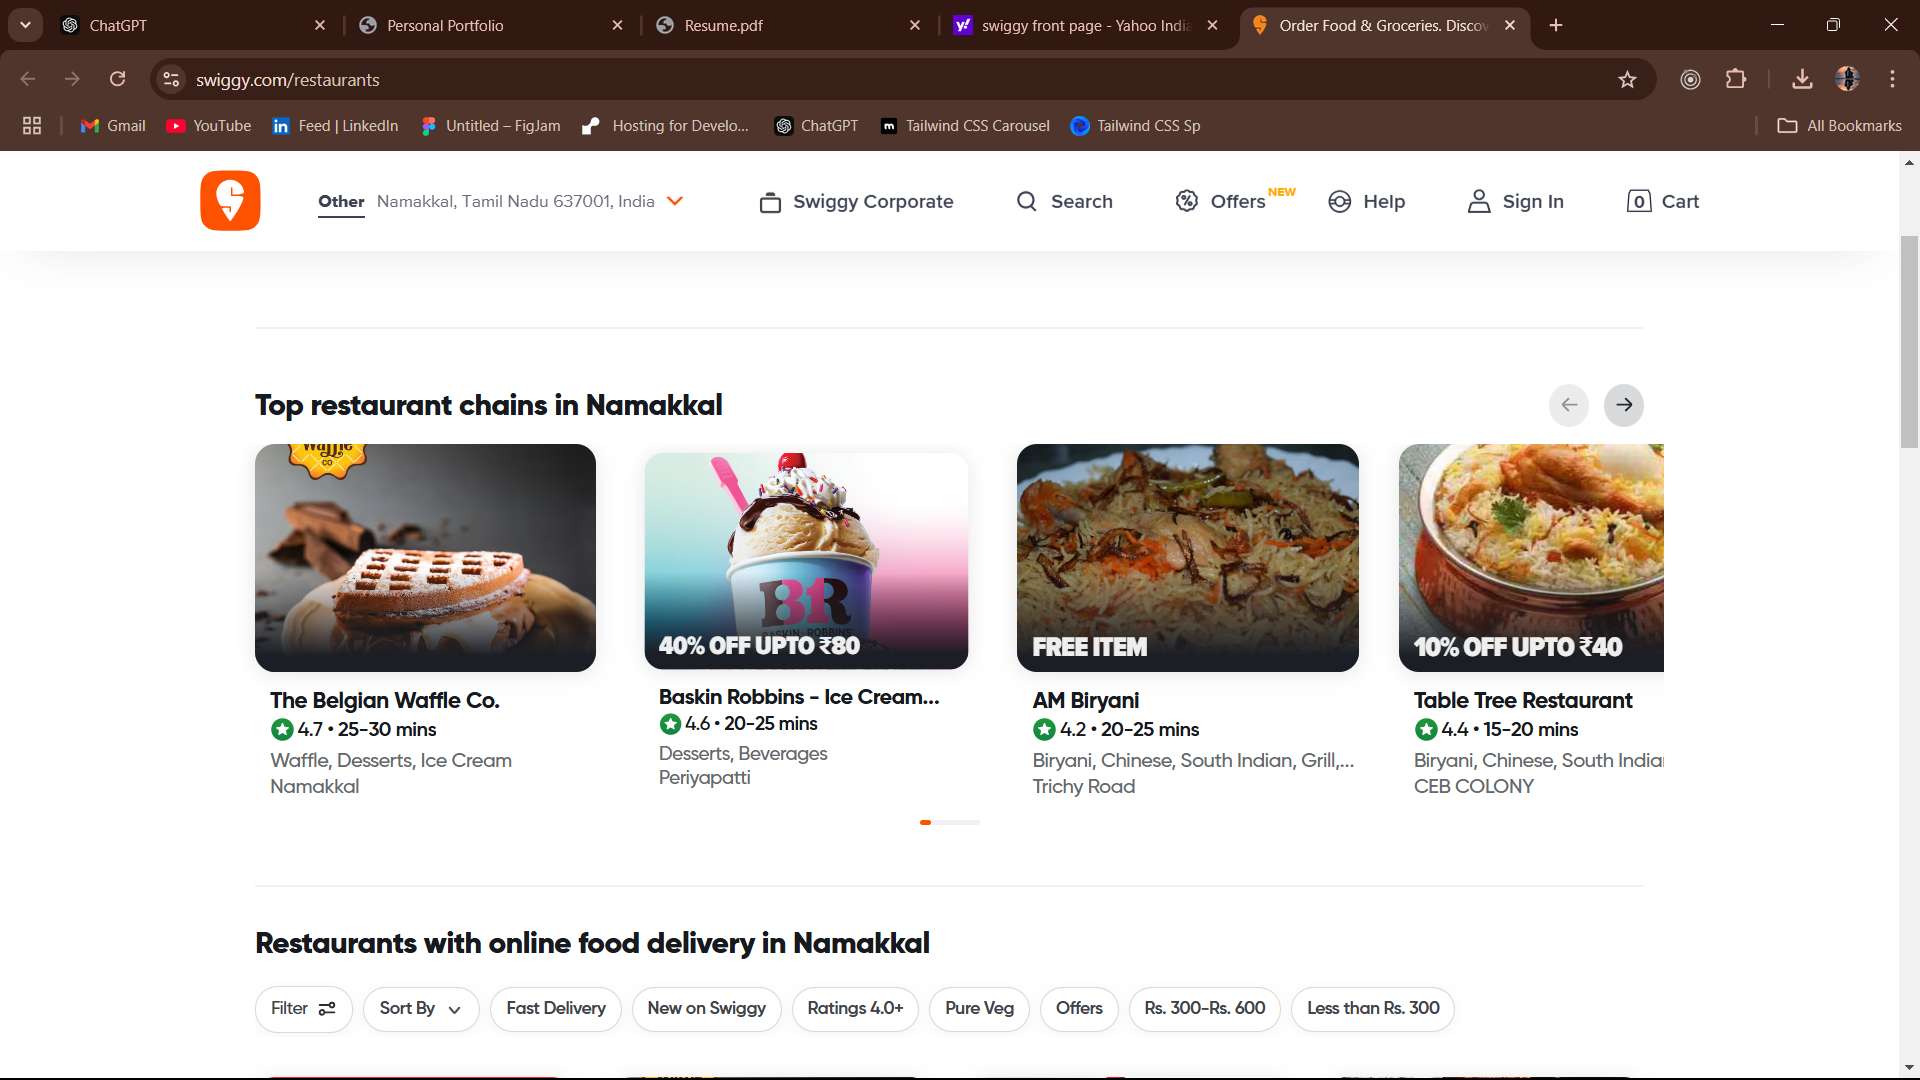 ChatGPT
Personal Portfolio
Resume.pdf
swiggy front page - Yahoo India
Order Food & Groceries. Discov
swiggy.com/restaurants
Gmail
YouTube
Feed | LinkedIn
Untitled – FigJam
Hosting for Develo...
ChatGPT
Tailwind CSS Carousel
Tailwind CSS Sp
All Bookmarks
Other
Namakkal, Tamil Nadu 637001, India
Swiggy Corporate
Search
Offers NEW
Help
Sign In
0 Cart
Top restaurant chains in Namakkal
Waffle
CO
BR
BASKIN ROBBINS
40% OFF UPTO ₹80
FREE ITEM
10% OFF UPTO ₹40
The Belgian Waffle Co.
4.7 • 25-30 mins
Waffle, Desserts, Ice Cream
Namakkal
Baskin Robbins - Ice Cream...
4.6 • 20-25 mins
Desserts, Beverages
Periyapatti
AM Biryani
4.2 • 20-25 mins
Biryani, Chinese, South Indian, Grill,...
Trichy Road
Table Tree Restaurant
4.4 • 15-20 mins
Biryani, Chinese, South Indian
CEB COLONY
Restaurants with online food delivery in Namakkal
Filter
Sort By
Fast Delivery
New on Swiggy
Ratings 4.0+
Pure Veg
Offers
Rs. 300-Rs. 600
Less than Rs. 300